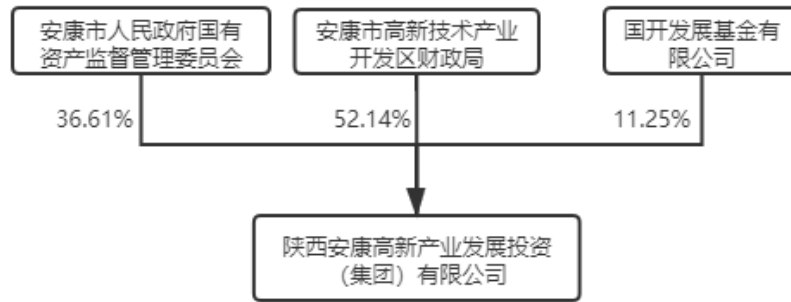 安康市人民政府国有
资产监督管理委员会
安康市高新技术产业
开发区财政局
国开发展基金有
限公司
36.61%
52.14%
11.25%
陕西安康高新产业发展投资
（集团）有限公司